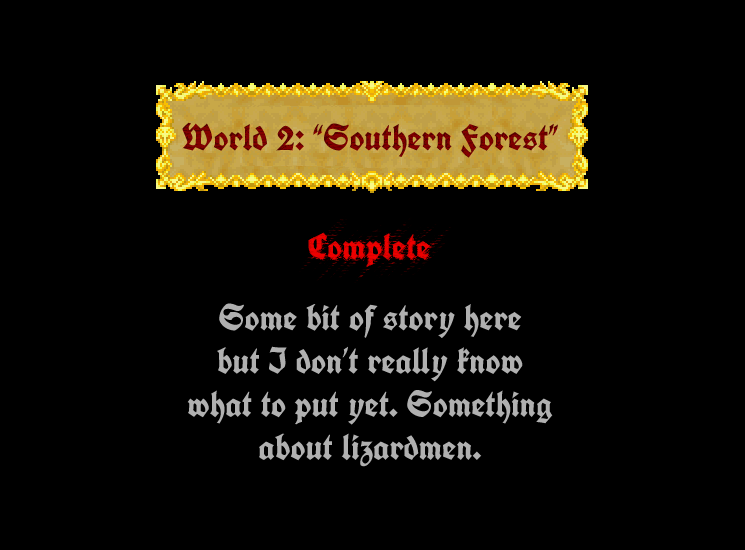 World 2: “Southern Forest”
Complete
Some bit of story here
but I don't really know
what to put yet. Something
about lizardmen.